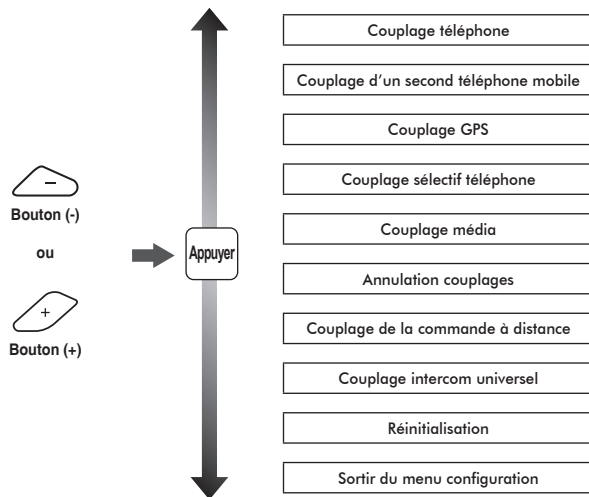 Couplage téléphone
Couplage d'un second téléphone mobile
Couplage GPS
Couplage sélectif téléphone
Couplage média
Annulation couplages
Couplage de la commande à distance
Couplage intercom universel
Réinitialisation
Sortir du menu configuration
-
Bouton (-)
ou
+
Bouton (+)
Appuyer